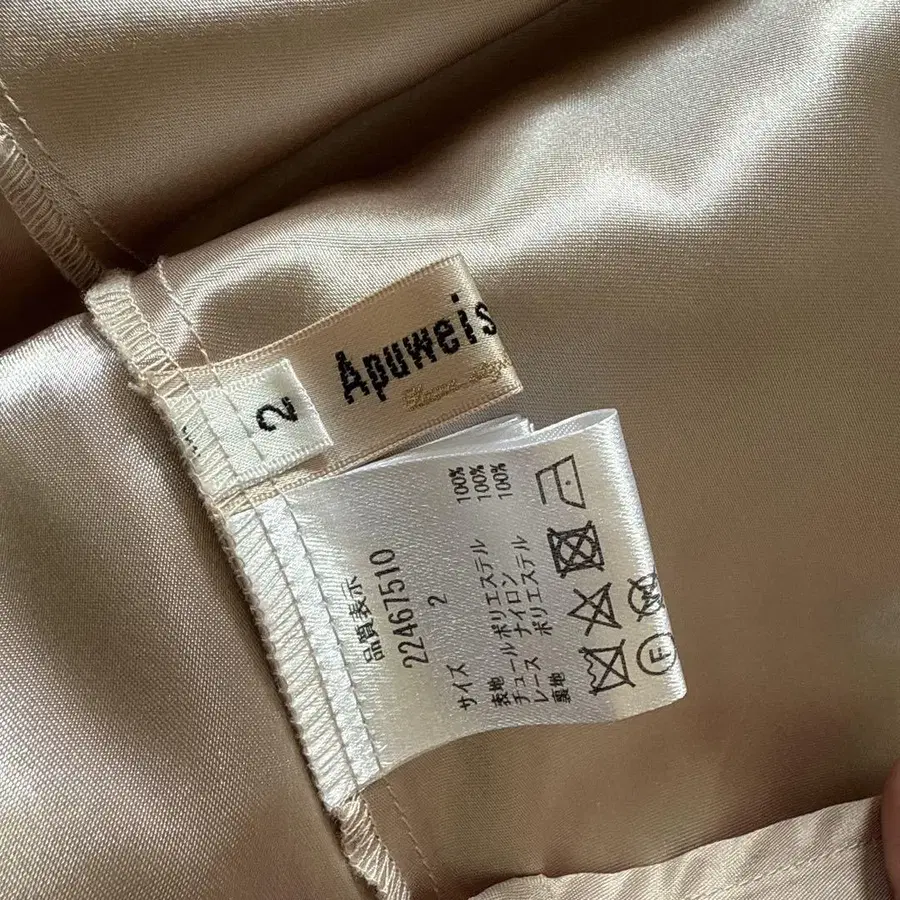 Apuweis
2
品質表示
22467510
サイズ 2
表地 ポリエステル 100%
チュール ナイロン 100%
レース ポリエステル 100%
裏地
F
W